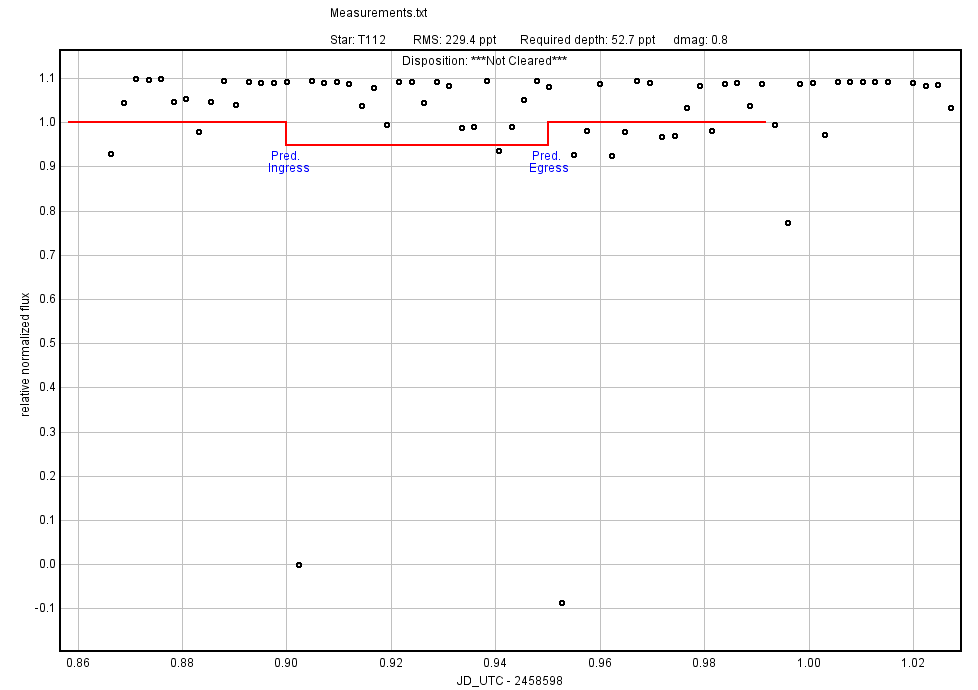 Measurements.txt
Star: T112 RMS: 229.4 ppt Required depth: 52.7 ppt dmag: 0.8
Disposition: ***Not Cleared***
1.1
1.0
0.9
0.8
0.7
0.6
0.5
0.4
0.3
0.2
0.1
0.0
-0.1
relative normalized flux
Pred.
Ingress
Pred.
Egress
0.86 0.88 0.90 0.92 0.94 0.96 0.98 1.00 1.02
JD_UTC - 2458598